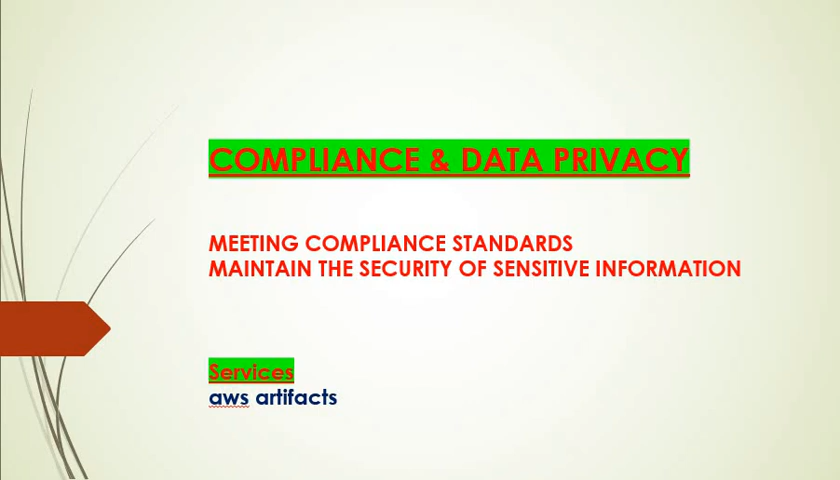 COMPLIANCE & DATA PRIVACY
MEETING COMPLIANCE STANDARDS
MAINTAIN THE SECURITY OF SENSITIVE INFORMATION
Services
aws artifacts